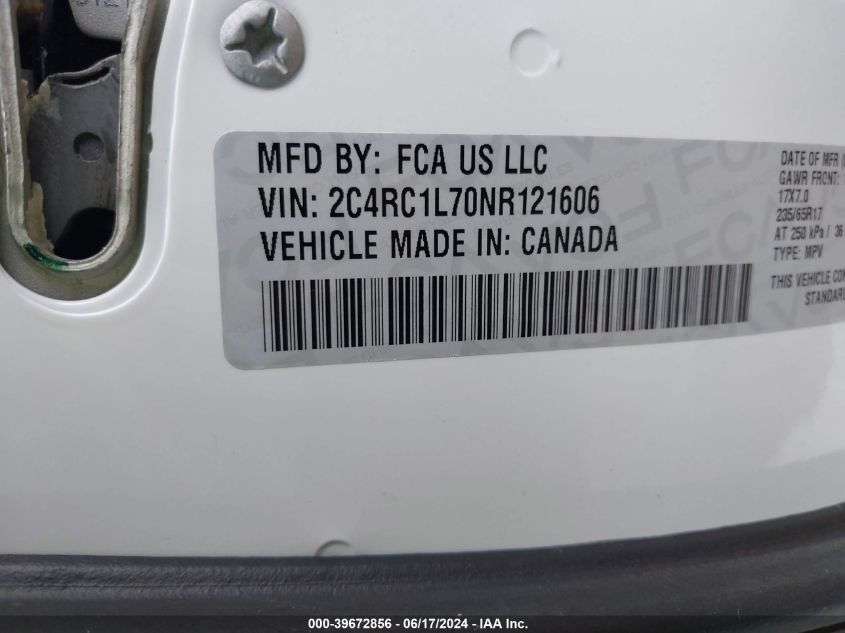 MFD BY: FCA US LLC
VIN: 2C4RC1L70NR121606
VEHICLE MADE IN: CANADA
DATE OF MFR
GAWR FRONT:
17X7.0
235/65R17
AT 250 kPa / 36
TYPE: MPV
THIS VEHICLE
000-39672856 - 06/17/2024 - IAA, Inc.